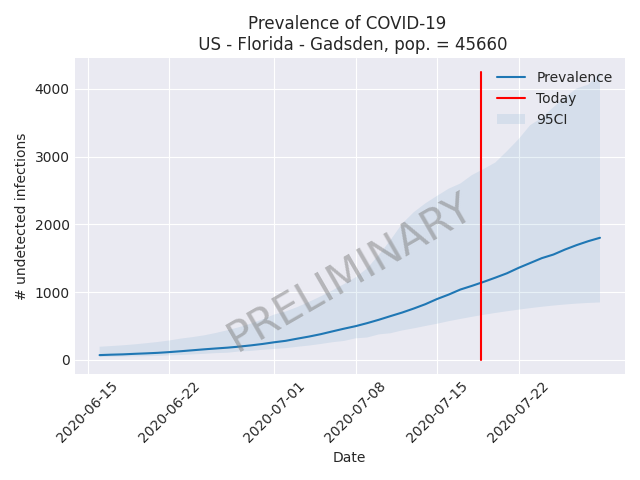 Prevalence of COVID-19
US - Florida - Gadsden, pop. = 45660
Prevalence
Today
95CI
4000
3000
2000
1000
0
# undetected infections
PRELIMINARY
2020-06-15
2020-06-22
2020-07-01
2020-07-08
2020-07-15
2020-07-22
Date